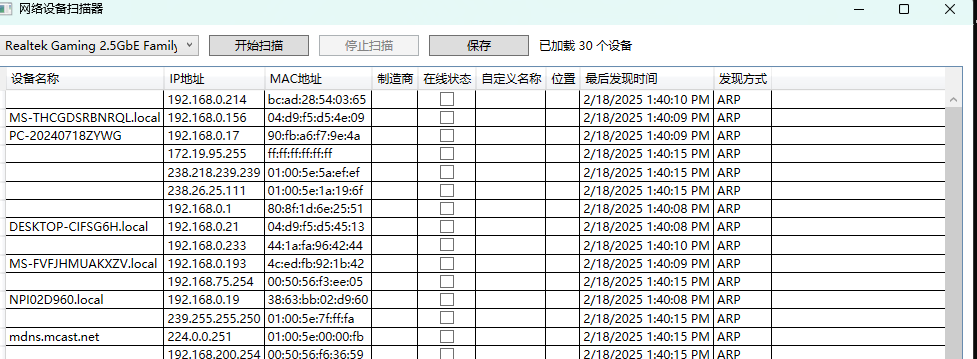 网络设备扫描器
Realtek Gaming 2.5GbE Family 开始扫描 停止扫描 保存 已加载 30 个设备
设备名称 IP地址 MAC地址 制造商 在线状态 自定义名称 位置 最后发现时间 发现方式
192.168.0.214 bc:ad:28:54:03:65 2/18/2025 1:40:10 PM ARP
MS-THCGDSRBNRQL.local 192.168.0.156 04:d9:f5:d5:4e:09 2/18/2025 1:40:09 PM ARP
PC-20240718ZYWG 192.168.0.17 90:fb:a6:f7:9e:4a 2/18/2025 1:40:09 PM ARP
172.19.95.255 ff:ff:ff:ff:ff:ff 2/18/2025 1:40:15 PM ARP
238.218.239.239 01:00:5e:5a:ef:ef 2/18/2025 1:40:15 PM ARP
238.26.25.111 01:00:5e:1a:19:6f 2/18/2025 1:40:15 PM ARP
192.168.0.1 80:8f:1d:6e:25:51 2/18/2025 1:40:08 PM ARP
DESKTOP-CIFSG6H.local 192.168.0.21 04:d9:f5:d5:45:13 2/18/2025 1:40:08 PM ARP
192.168.0.233 44:1a:fa:96:42:44 2/18/2025 1:40:10 PM ARP
MS-FVFJHMUAKXZV.local 192.168.0.193 4c:ed:fb:92:1b:42 2/18/2025 1:40:09 PM ARP
192.168.75.254 00:50:56:f3:ee:05 2/18/2025 1:40:15 PM ARP
NPI02D960.local 192.168.0.19 38:63:bb:02:d9:60 2/18/2025 1:40:08 PM ARP
239.255.255.250 01:00:5e:7f:ff:fa 2/18/2025 1:40:15 PM ARP
mdns.mcast.net 224.0.0.251 01:00:5e:00:00:fb 2/18/2025 1:40:15 PM ARP
192.168.200.254 00:50:56:f6:36:59 2/18/2025 1:40:15 PM ARP